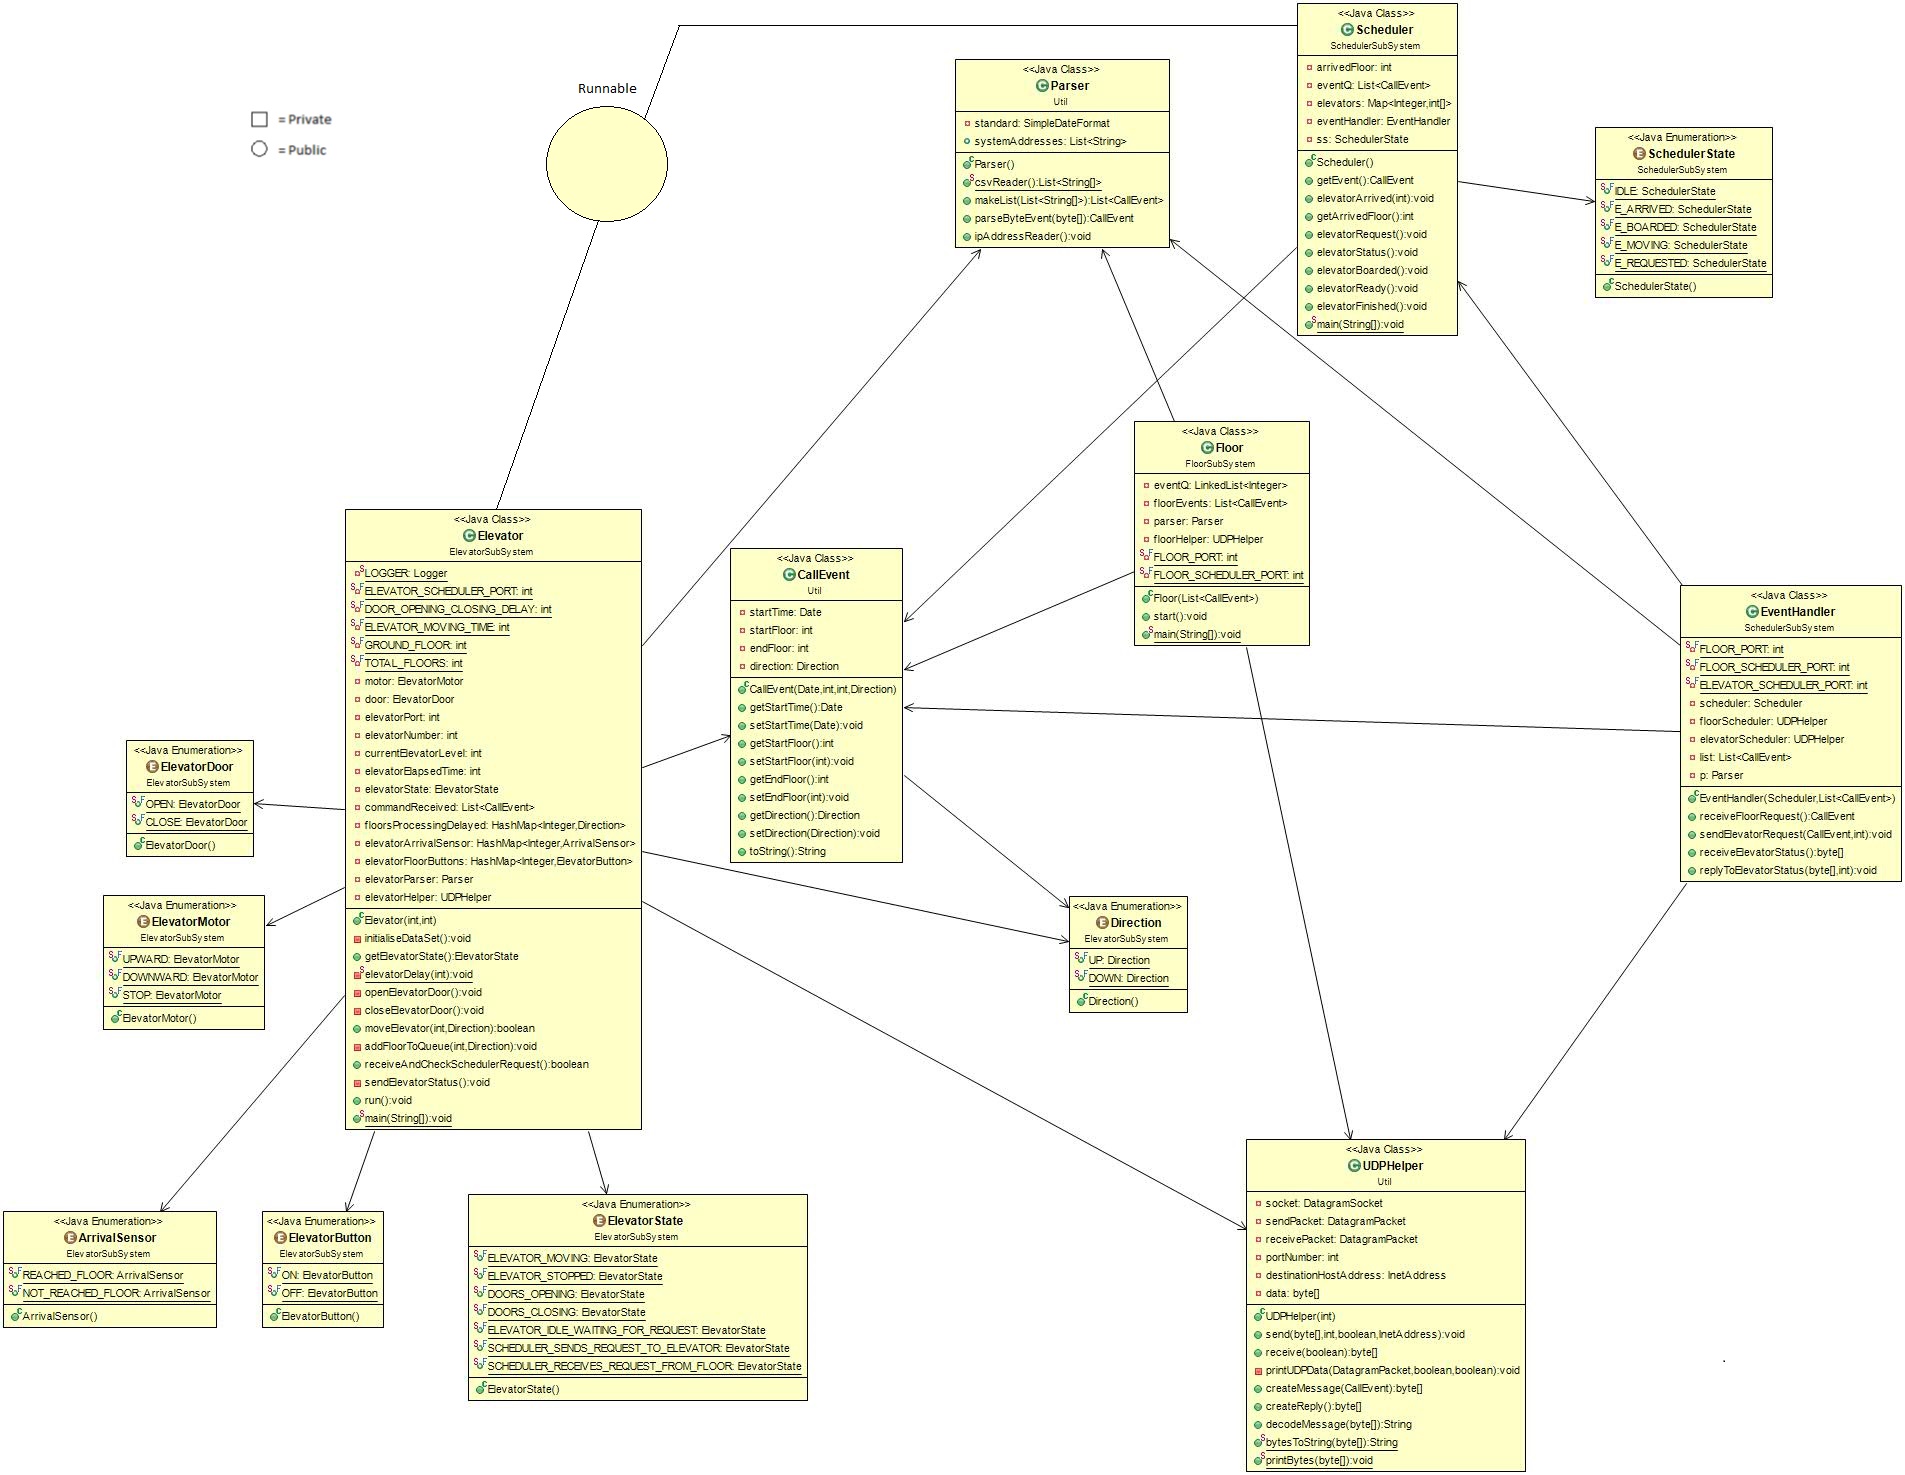 Runnable
= Private
= Public
<<Java Class>>
Scheduler
SchedulerSubSystem
arrivedFloor: int
eventQ: List<CallEvent>
elevators: Map<Integer,int[]>
eventHandler: EventHandler
ss: SchedulerState
Scheduler()
getEvent():CallEvent
elevatorArrived(int):void
getArrivedFloor():int
elevatorRequest():void
elevatorStatus():void
elevatorBoarded():void
elevatorReady():void
elevatorFinished():void
main(String[]):void
<<Java Class>>
Parser
Util
standard: SimpleDateFormat
systemAddresses: List<String>
Parser()
csvReader():List<String[]>
makeList(List<String[]>):List<CallEvent>
parseByteEvent(byte[]):CallEvent
ipAddressReader():void
<<Java Enumeration>>
SchedulerState
SchedulerSubSystem
IDLE: SchedulerState
E_ARRIVED: SchedulerState
E_BOARDED: SchedulerState
E_MOVING: SchedulerState
E_REQUESTED: SchedulerState
SchedulerState()
<<Java Class>>
Floor
FloorSubSystem
eventQ: LinkedList<Integer>
floorEvents: List<CallEvent>
parser: Parser
floorHelper: UDPHelper
FLOOR_PORT: int
FLOOR_SCHEDULER_PORT: int
Floor(List<CallEvent>)
start():void
main(String[]):void
<<Java Class>>
Elevator
ElevatorSubSystem
LOGGER: Logger
ELEVATOR_SCHEDULER_PORT: int
DOOR_OPENING_CLOSING_DELAY: int
ELEVATOR_MOVING_TIME: int
GROUND_FLOOR: int
TOTAL_FLOORS: int
motor: ElevatorMotor
door: ElevatorDoor
elevatorPort: int
elevatorNumber: int
currentElevatorLevel: int
elevatorElapsedTime: int
elevatorState: ElevatorState
commandReceived: List<CallEvent>
floorsProcessingDelayed: HashMap<Integer,Direction>
elevatorArrivalSensor: HashMap<Integer,ArrivalSensor>
elevatorFloorButtons: HashMap<Integer,ElevatorButton>
elevatorParser: Parser
elevatorHelper: UDPHelper
Elevator(int,int)
initialiseDataSet():void
getElevatorState():ElevatorState
elevatorDelay(int):void
openElevatorDoor():void
closeElevatorDoor():void
moveElevator(int,Direction):boolean
addFloorToQueue(int,Direction):void
receiveAndCheckSchedulerRequest():boolean
sendElevatorStatus():void
run():void
main(String[]):void
<<Java Class>>
CallEvent
Util
startTime: Date
startFloor: int
endFloor: int
direction: Direction
CallEvent(Date,int,int,Direction)
getStartTime():Date
setStartTime(Date):void
getStartFloor():int
setStartFloor(int):void
getEndFloor():int
setEndFloor(int):void
getDirection():Direction
setDirection(Direction):void
toString():String
<<Java Class>>
EventHandler
SchedulerSubSystem
FLOOR_PORT: int
FLOOR_SCHEDULER_PORT: int
ELEVATOR_SCHEDULER_PORT: int
scheduler: Scheduler
floorScheduler: UDPHelper
elevatorScheduler: UDPHelper
list: List<CallEvent>
p: Parser
EventHandler(Scheduler,List<CallEvent>)
receiveFloorRequest():CallEvent
sendElevatorRequest(CallEvent,int):void
receiveElevatorStatus():byte[]
replyToElevatorStatus(byte[],int):void
<<Java Enumeration>>
ElevatorDoor
ElevatorSubSystem
OPEN: ElevatorDoor
CLOSE: ElevatorDoor
ElevatorDoor()
<<Java Enumeration>>
ElevatorMotor
ElevatorSubSystem
UPWARD: ElevatorMotor
DOWNWARD: ElevatorMotor
STOP: ElevatorMotor
ElevatorMotor()
<<Java Enumeration>>
Direction
ElevatorSubSystem
UP: Direction
DOWN: Direction
Direction()
<<Java Enumeration>>
ArrivalSensor
ElevatorSubSystem
REACHED_FLOOR: ArrivalSensor
NOT_REACHED_FLOOR: ArrivalSensor
ArrivalSensor()
<<Java Enumeration>>
ElevatorButton
ElevatorSubSystem
ON: ElevatorButton
OFF: ElevatorButton
ElevatorButton()
<<Java Enumeration>>
ElevatorState
ElevatorSubSystem
ELEVATOR_MOVING: ElevatorState
ELEVATOR_STOPPED: ElevatorState
DOORS_OPENING: ElevatorState
DOORS_CLOSING: ElevatorState
ELEVATOR_IDLE_WAITING_FOR_REQUEST: ElevatorState
SCHEDULER_SENDS_REQUEST_TO_ELEVATOR: ElevatorState
SCHEDULER_RECEIVES_REQUEST_FROM_FLOOR: ElevatorState
ElevatorState()
<<Java Class>>
UDPHelper
Util
socket: DatagramSocket
sendPacket: DatagramPacket
receivePacket: DatagramPacket
portNumber: int
destinationHostAddress: InetAddress
data: byte[]
UDPHelper(int)
send(byte[],int,boolean,InetAddress):void
receive(boolean):byte[]
printUDPData(DatagramPacket,boolean,boolean):void
createMessage(CallEvent):byte[]
createReply():byte[]
decodeMessage(byte[]):String
bytesToString(byte[]):String
printBytes(byte[]):void